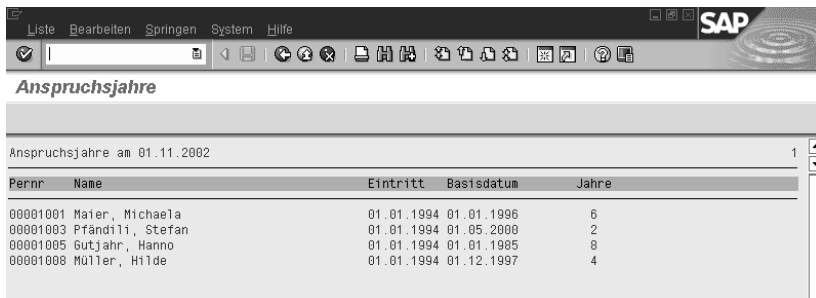 Liste Bearbeiten Springen System Hilfe
SAP
Anspruchsjahre
Anspruchsjahre am 01.11.2002 1
Pernr Name Eintritt Basisdatum Jahre
00001001 Maier, Michaela 01.01.1994 01.01.1996 6
00001003 Pfändili, Stefan 01.01.1994 01.05.2000 2
00001005 Gutjahr, Hanno 01.01.1994 01.01.1985 8
00001008 Müller, Hilde 01.01.1994 01.12.1997 4